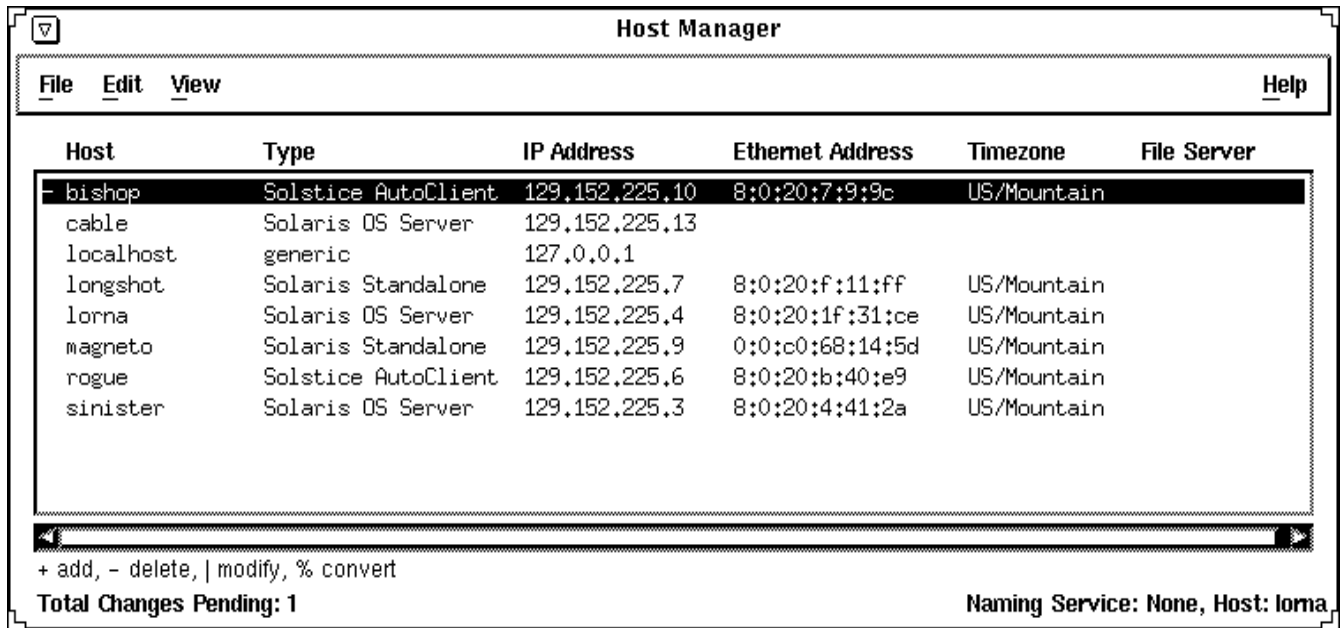 Host Manager
File Edit View Help
Host Type IP Address Ethernet Address Timezone File Server
- bishop Solstice AutoClient 129.152.225.10 8:0:20:7:9:9c US/Mountain
cable Solaris OS Server 129.152.225.13
localhost generic 127.0.0.1
longshot Solaris Standalone 129.152.225.7 8:0:20:f:11:ff US/Mountain
lorna Solaris OS Server 129.152.225.4 8:0:20:1f:31:ce US/Mountain
magneto Solaris Standalone 129.152.225.9 0:0:c0:68:14:5d US/Mountain
rogue Solstice AutoClient 129.152.225.6 8:0:20:b:40:e9 US/Mountain
sinister Solaris OS Server 129.152.225.3 8:0:20:4:41:2a US/Mountain
+ add, - delete, | modify, % convert
Total Changes Pending: 1 Naming Service: None, Host: lorna